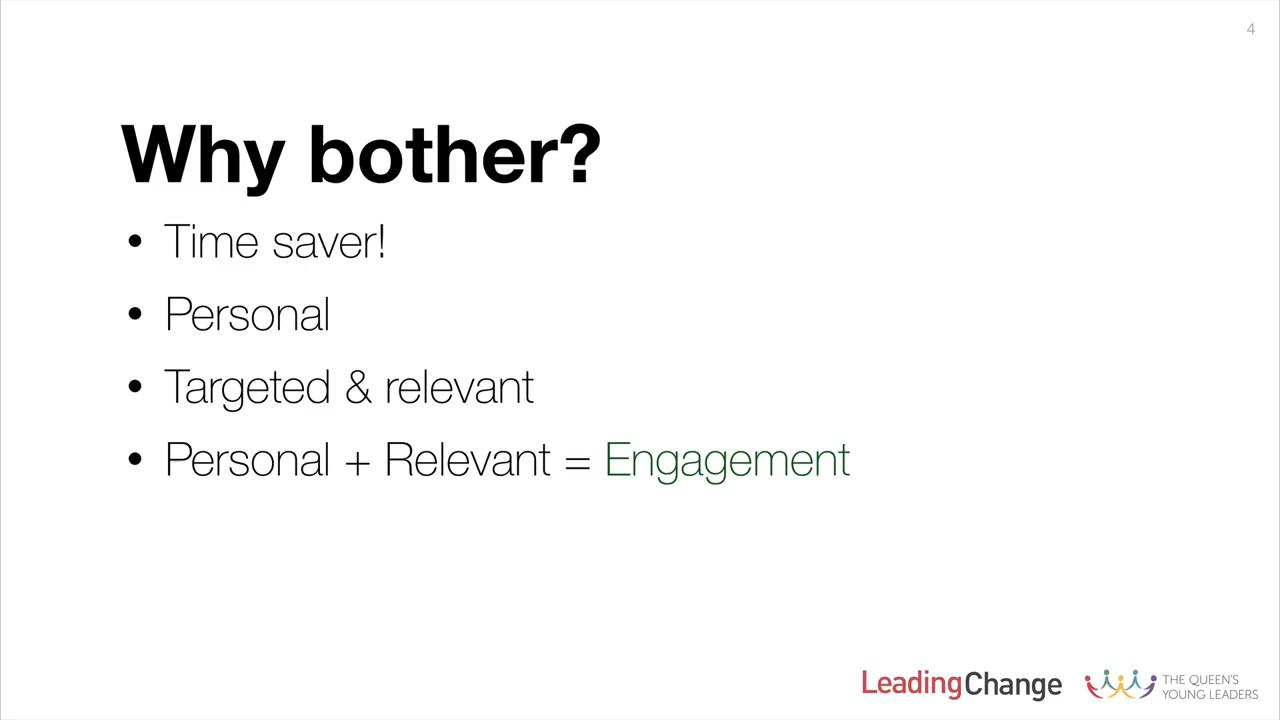 4
Why bother?
• Time saver!
• Personal
• Targeted & relevant
• Personal + Relevant = Engagement
LeadingChange
THE QUEEN'S
YOUNG LEADERS